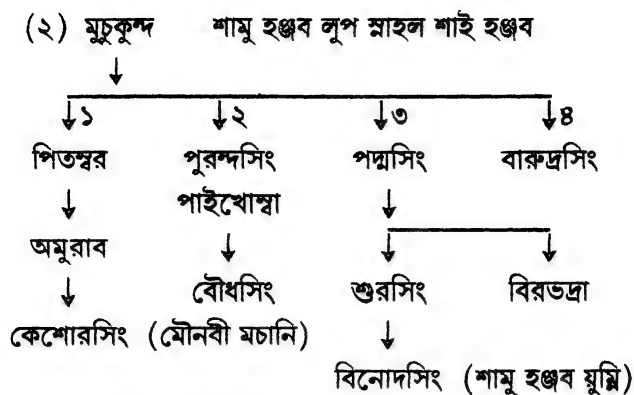 (২) মুচুকুন্দ শামু হঞ্জব লুপ স্নাহল শাই হঞ্জব
১ ২ ৩ ৪
পিতম্বর পুরন্দসিং পদ্মসিং বারুদ্রসিং
পাইখোম্বা
অমুরাব
বৌধসিং শুরসিং বিরভদ্রা
কেশোরসিং (মৌনবী মচানি)
বিনোদসিং (শামু হঞ্জব য়ুম্নি)